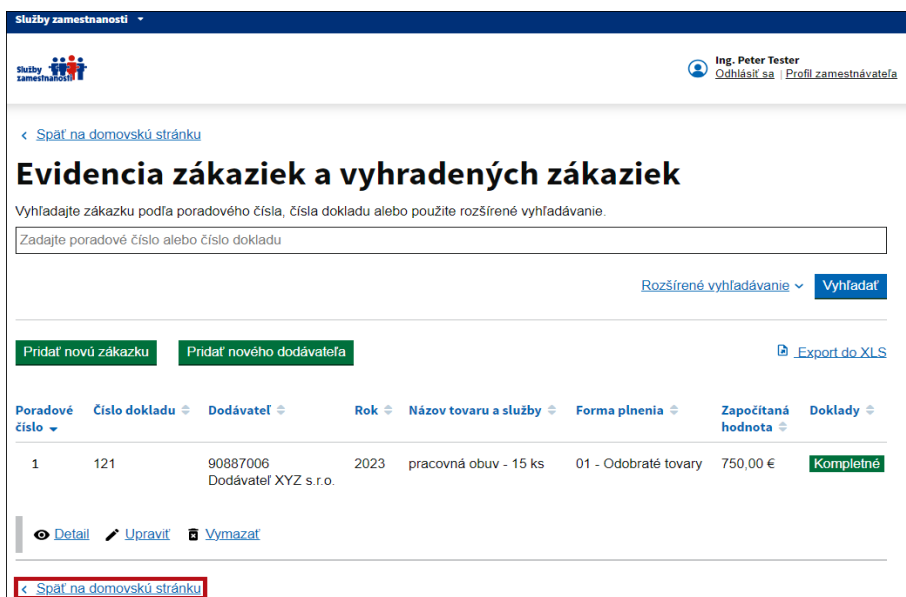 Služby zamestnanosti
Služby
zamestnanosti
Ing. Peter Tester
Odhlásiť sa | Profil zamestnávateľa
Späť na domovskú stránku
Evidencia zákaziek a vyhradených zákaziek
Vyhľadajte zákazku podľa poradového čísla, čísla dokladu alebo použite rozšírené vyhľadávanie.
Zadajte poradové číslo alebo číslo dokladu
Rozšírené vyhľadávanie Vyhľadať
Pridať novú zákazku Pridať nového dodávateľa Export do XLS
Poradové Číslo dokladu Dodávateľ Rok Názov tovaru a služby Forma plnenia Započítaná Doklady
číslo hodnota
1 121 90887006 2023 pracovná obuv - 15 ks 01 - Odobraté tovary 750,00 € Kompletné
Dodávateľ XYZ s.r.o.
Detail Upraviť Vymazať
Späť na domovskú stránku